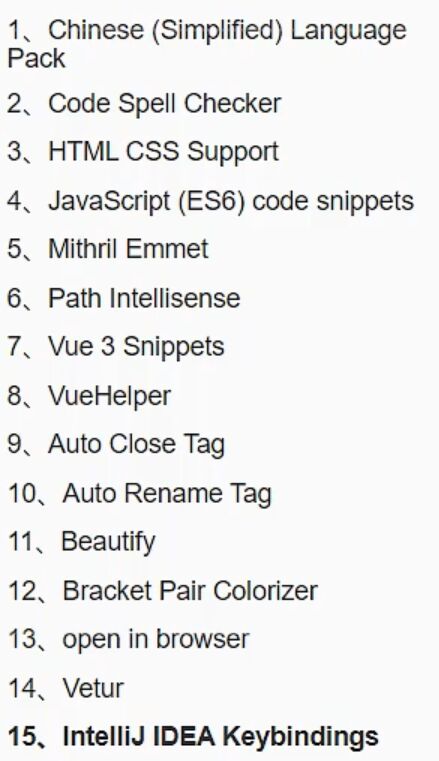 1、Chinese (Simplified) Language
Pack
2、Code Spell Checker
3、HTML CSS Support
4、JavaScript (ES6) code snippets
5、Mithril Emmet
6、Path Intellisense
7、Vue 3 Snippets
8、VueHelper
9、Auto Close Tag
10、Auto Rename Tag
11、Beautify
12、Bracket Pair Colorizer
13、open in browser
14、Vetur
15、IntelliJ IDEA Keybindings